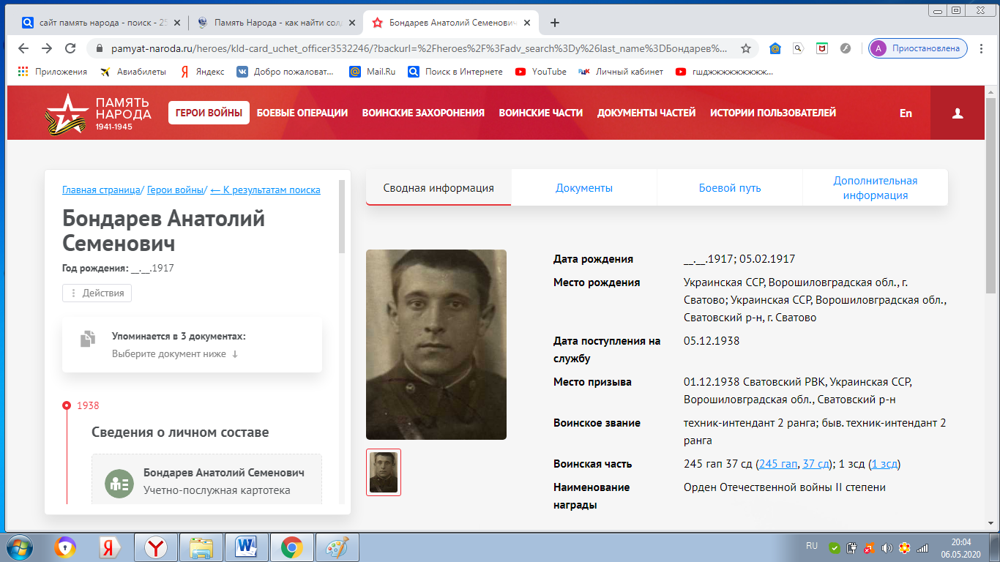 сайт память народа - поиск - 25
Память Народа - как найти солд
Бондарев Анатолий Семенович
pamyat-naroda.ru/heroes/kld-card_uchet_officer3532246/?backurl=%2Fheroes%2F%3Fadv_search%3Dy%26last_name%3DБондарев%...
А
Приостановлена
Приложения
Авиабилеты
Яндекс
Добро пожаловат...
Mail.Ru
Поиск в Интернете
YouTube
Личный кабинет
гшджжжжжжжжж...
ПАМЯТЬ
НАРОДА
1941-1945
ГЕРОИ ВОЙНЫ
БОЕВЫЕ ОПЕРАЦИИ
ВОИНСКИЕ ЗАХОРОНЕНИЯ
ВОИНСКИЕ ЧАСТИ
ДОКУМЕНТЫ ЧАСТЕЙ
ИСТОРИИ ПОЛЬЗОВАТЕЛЕЙ
En
Главная страница/ Герои войны/ ← К результатам поиска
Бондарев Анатолий
Семенович
Год рождения: __.__.1917
Действия
Упоминается в 3 документах:
Выберите документ ниже ↓
1938
Сведения о личном составе
Бондарев Анатолий Семенович
Учетно-послужная картотека
Сводная информация
Документы
Боевой путь
Дополнительная
информация
Дата рождения
__.__.1917; 05.02.1917
Место рождения
Украинская ССР, Ворошиловградская обл., г.
Сватово; Украинская ССР, Ворошиловградская обл.,
Сватовский р-н, г. Сватово
Дата поступления на
службу
05.12.1938
Место призыва
01.12.1938 Сватовский РВК, Украинская ССР,
Ворошиловградская обл., Сватовский р-н
Воинское звание
техник-интендант 2 ранга; быв. техник-интендант 2
ранга
Воинская часть
245 гап 37 сд (245 гап, 37 сд); 1 зсд (1 зсд)
Наименование
награды
Орден Отечественной войны II степени
RU
20:04
06.05.2020